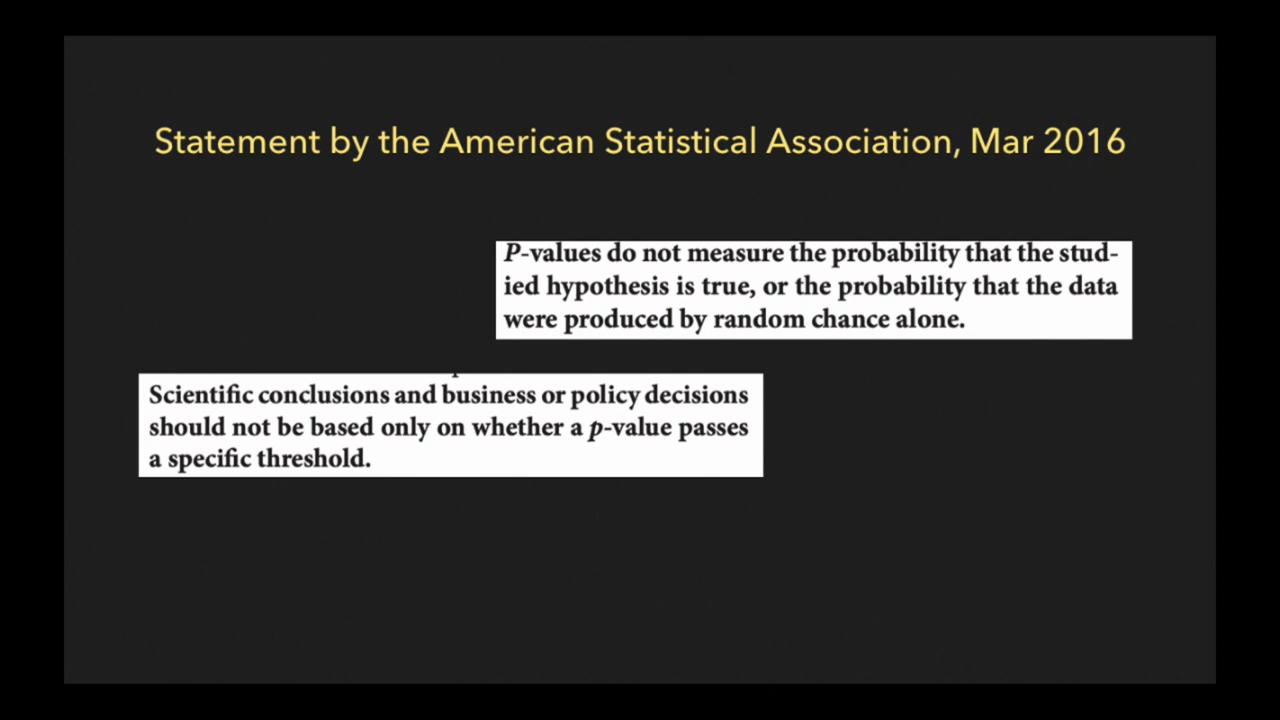 Statement by the American Statistical Association, Mar 2016
P-values do not measure the probability that the stud-
ied hypothesis is true, or the probability that the data
were produced by random chance alone.
Scientific conclusions and business or policy decisions
should not be based only on whether a p-value passes
a specific threshold.